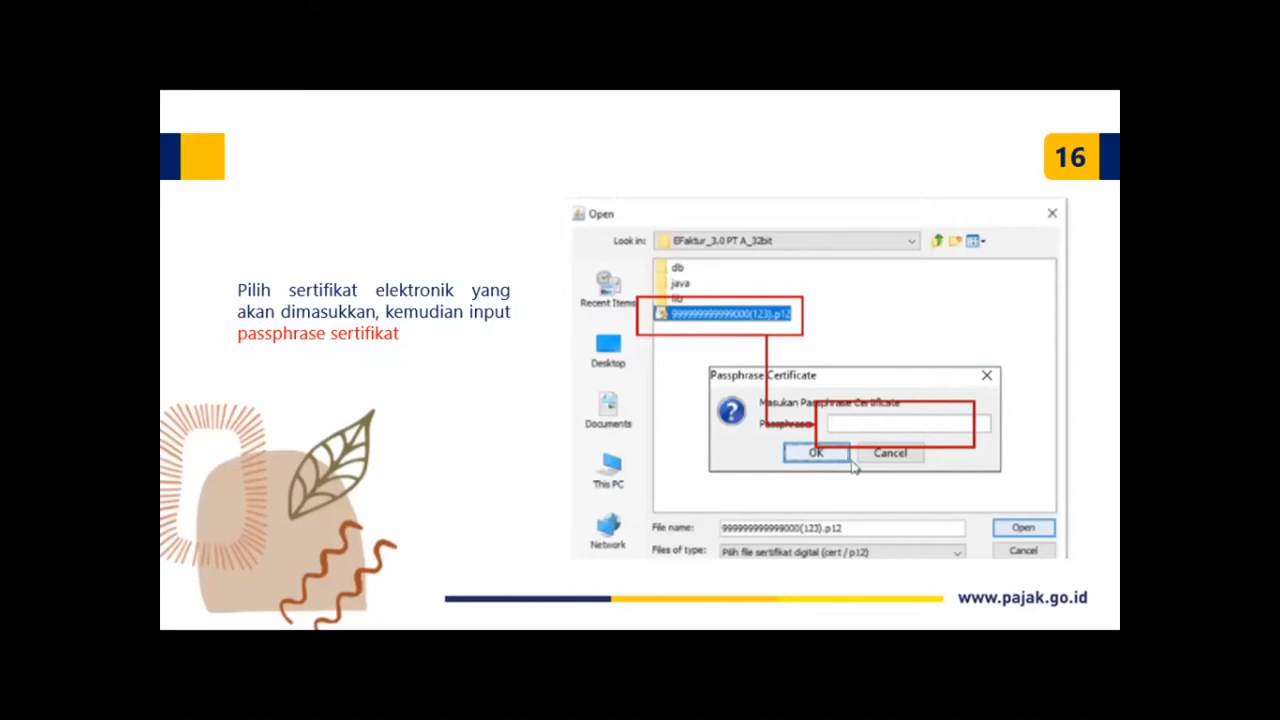 16
Pilih sertifikat elektronik yang
akan dimasukkan, kemudian input
passphrase sertifikat
Open
Look in: EFaktur_3.0 PT A_32bit
db
java
lib
999999999999000(123).p12
Recent Items
Desktop
Documents
This PC
Network
Passphrase Certificate
Masukan Passphrase Certificate
Passphrase
OK Cancel
File name: 999999999999000(123).p12 Open
Files of type: Pilih file sertifikat digital (cert / p12) Cancel
www.pajak.go.id